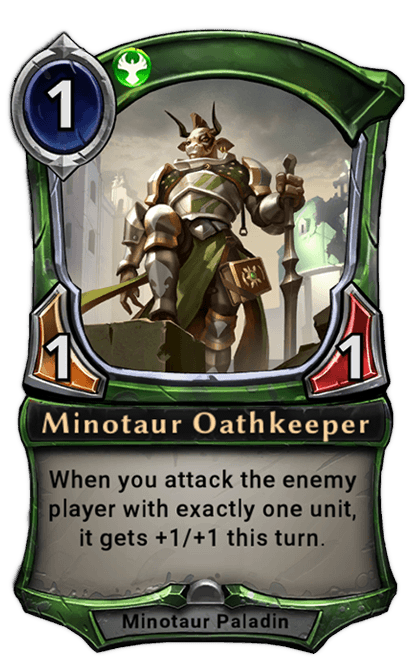 1
1
1
Minotaur Oathkeeper
When you attack the enemy
player with exactly one unit,
it gets +1/+1 this turn.
Minotaur Paladin